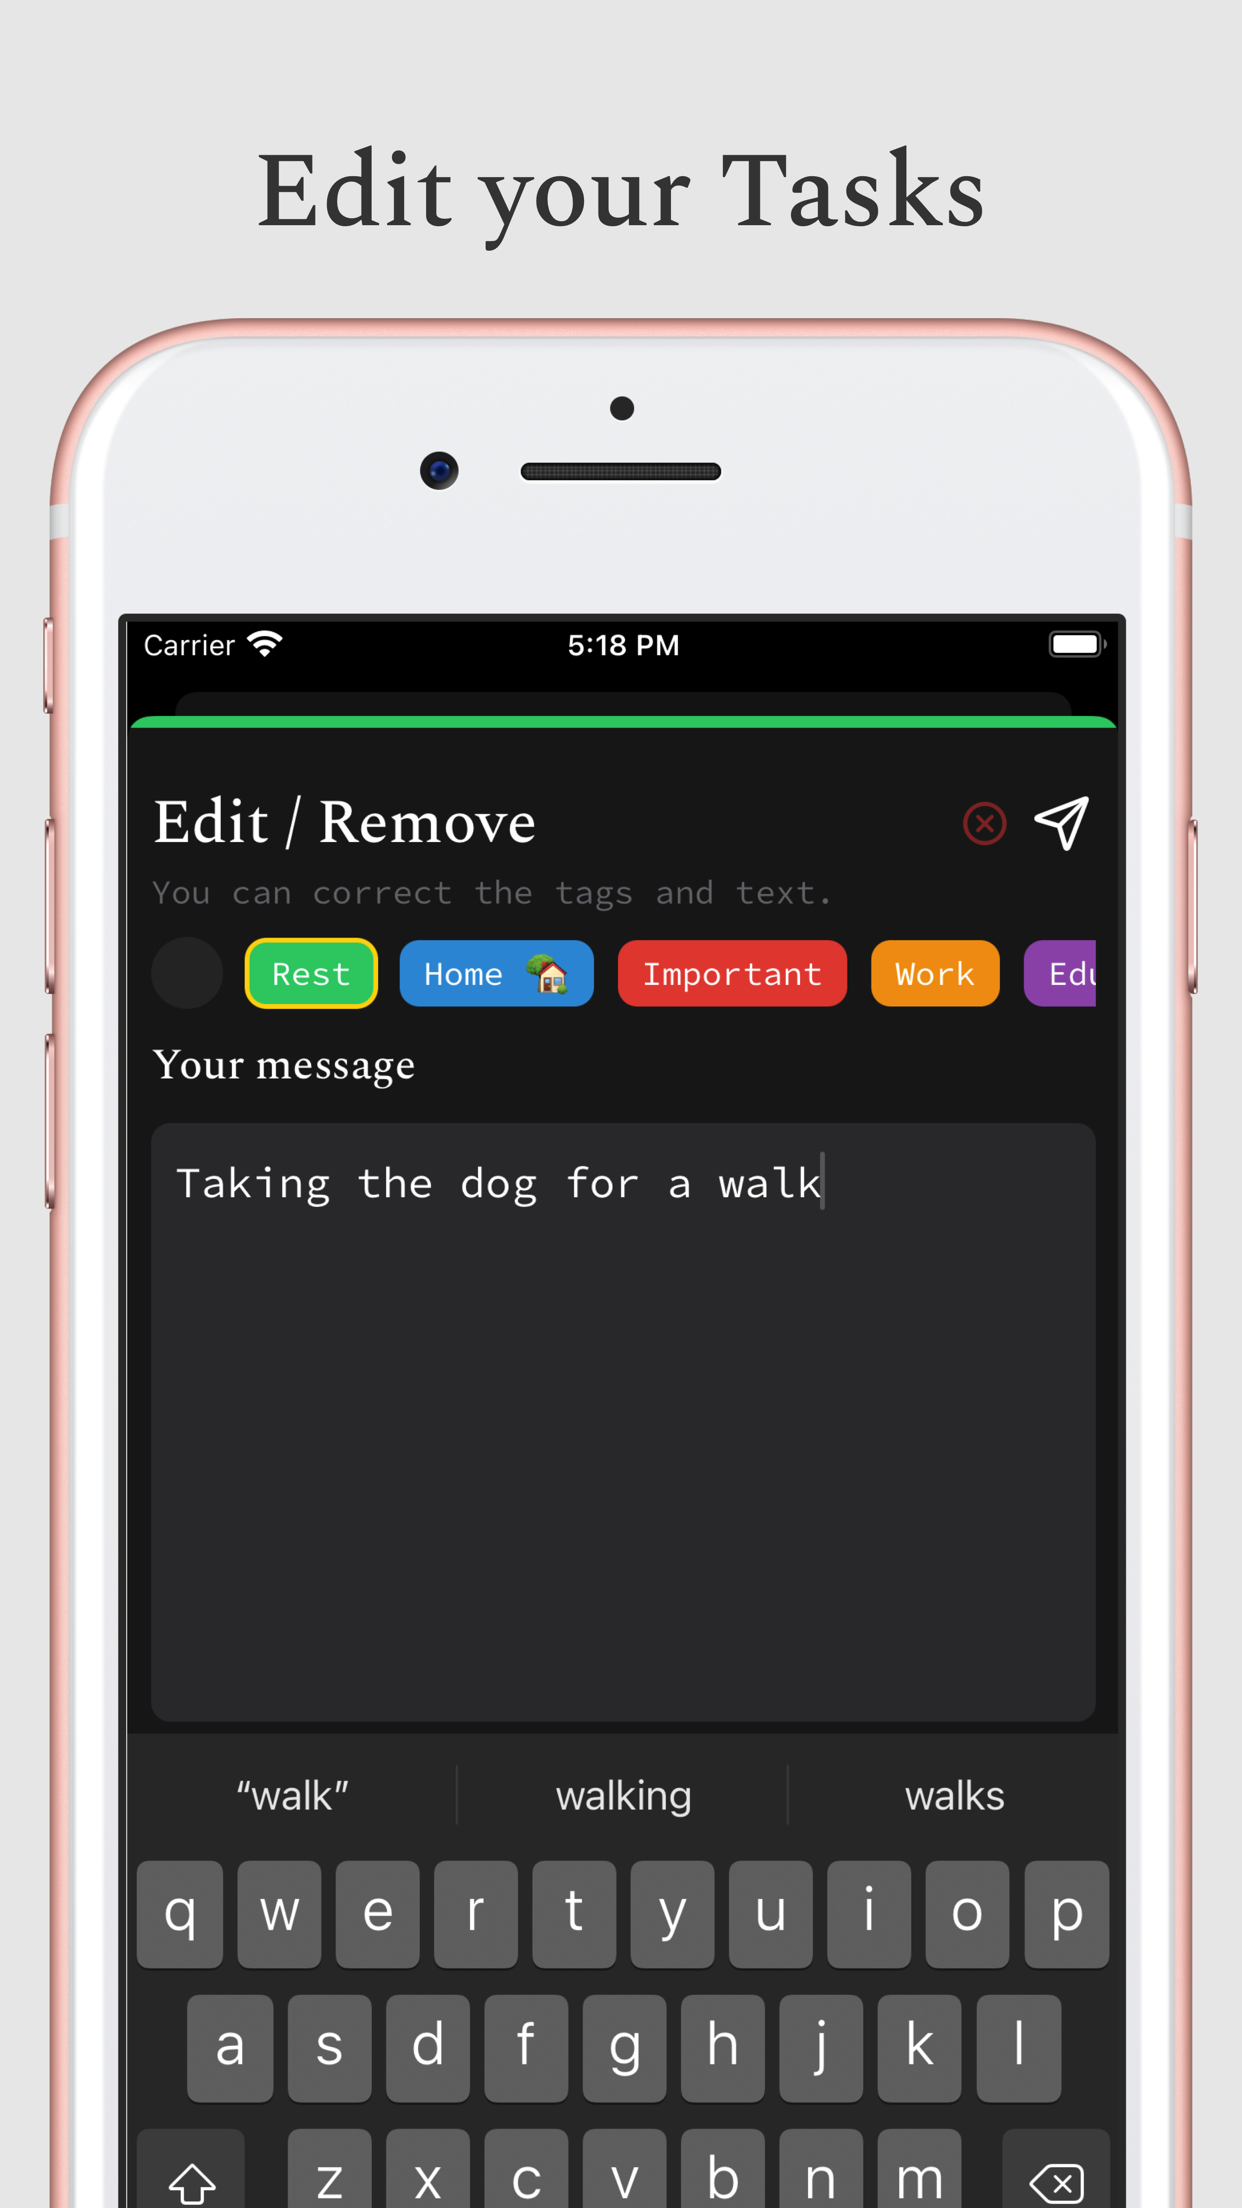 Edit your Tasks
Carrier 5:18 PM
Edit / Remove
You can correct the tags and text.
Rest Home Important Work Edu
Your message
Taking the dog for a walk
“walk” walking walks
q w e r t y u i o p
a s d f g h j k l
z x c v b n m